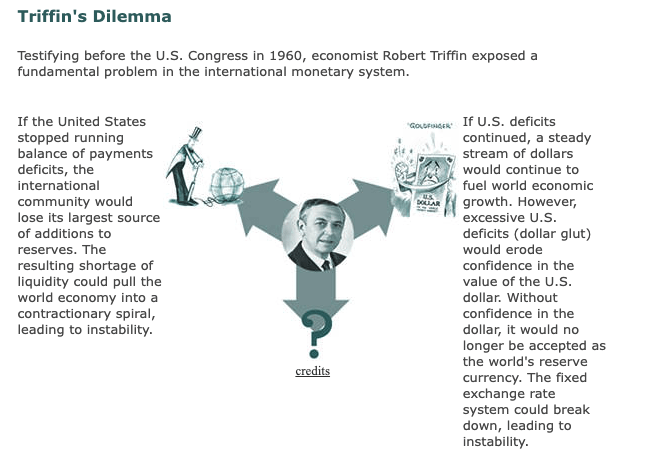 Triffin's Dilemma
Testifying before the U.S. Congress in 1960, economist Robert Triffin exposed a
fundamental problem in the international monetary system.
If the United States
stopped running
balance of payments
deficits, the
international
community would
lose its largest source
of additions to
reserves. The
resulting shortage of
liquidity could pull the
world economy into a
contractionary spiral,
leading to instability.
"GOLDFINGER"
U.S.
DOLLAR
?
credits
If U.S. deficits
continued, a steady
stream of dollars
would continue to
fuel world economic
growth. However,
excessive U.S.
deficits (dollar glut)
would erode
confidence in the
value of the U.S.
dollar. Without
confidence in the
dollar, it would no
longer be accepted as
the world's reserve
currency. The fixed
exchange rate
system could break
down, leading to
instability.